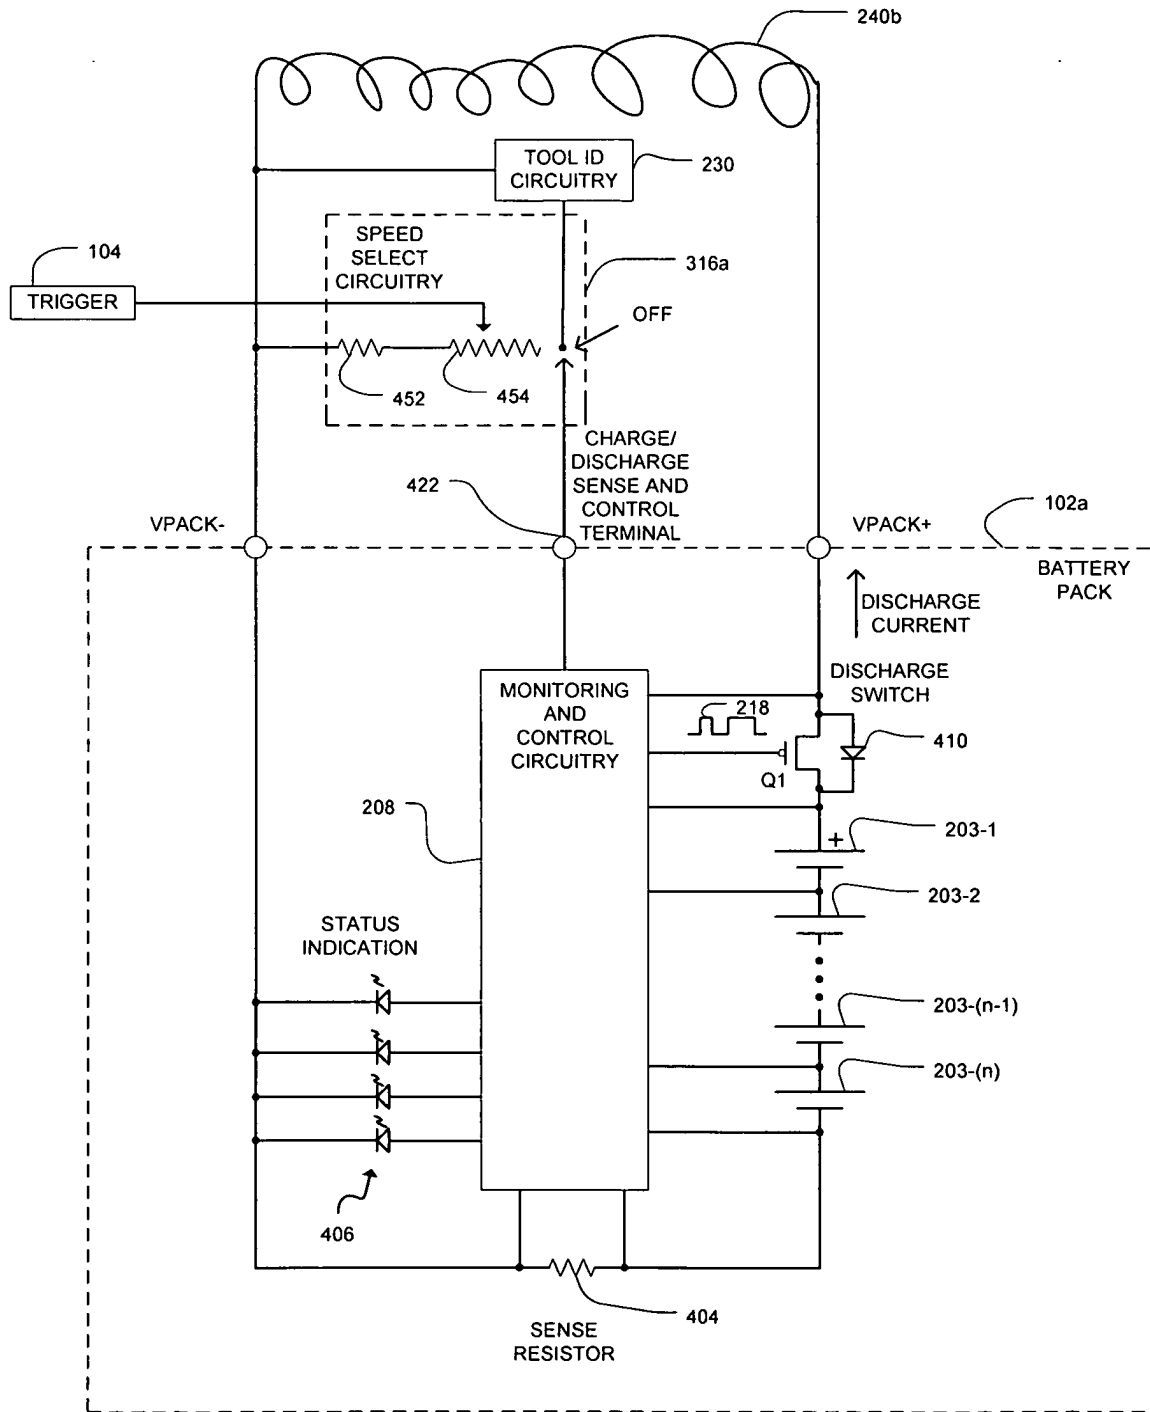 240b
TOOL ID
CIRCUITRY
230
SPEED
SELECT
CIRCUITRY
104
316a
TRIGGER
OFF
452
454
CHARGE/
DISCHARGE
SENSE AND
CONTROL
TERMINAL
422
102a
VPACK-
VPACK+
BATTERY
PACK
DISCHARGE
CURRENT
DISCHARGE
SWITCH
MONITORING
AND
CONTROL
CIRCUITRY
218
410
Q1
208
+
203-1
203-2
STATUS
INDICATION
203-(n-1)
203-(n)
406
404
SENSE
RESISTOR